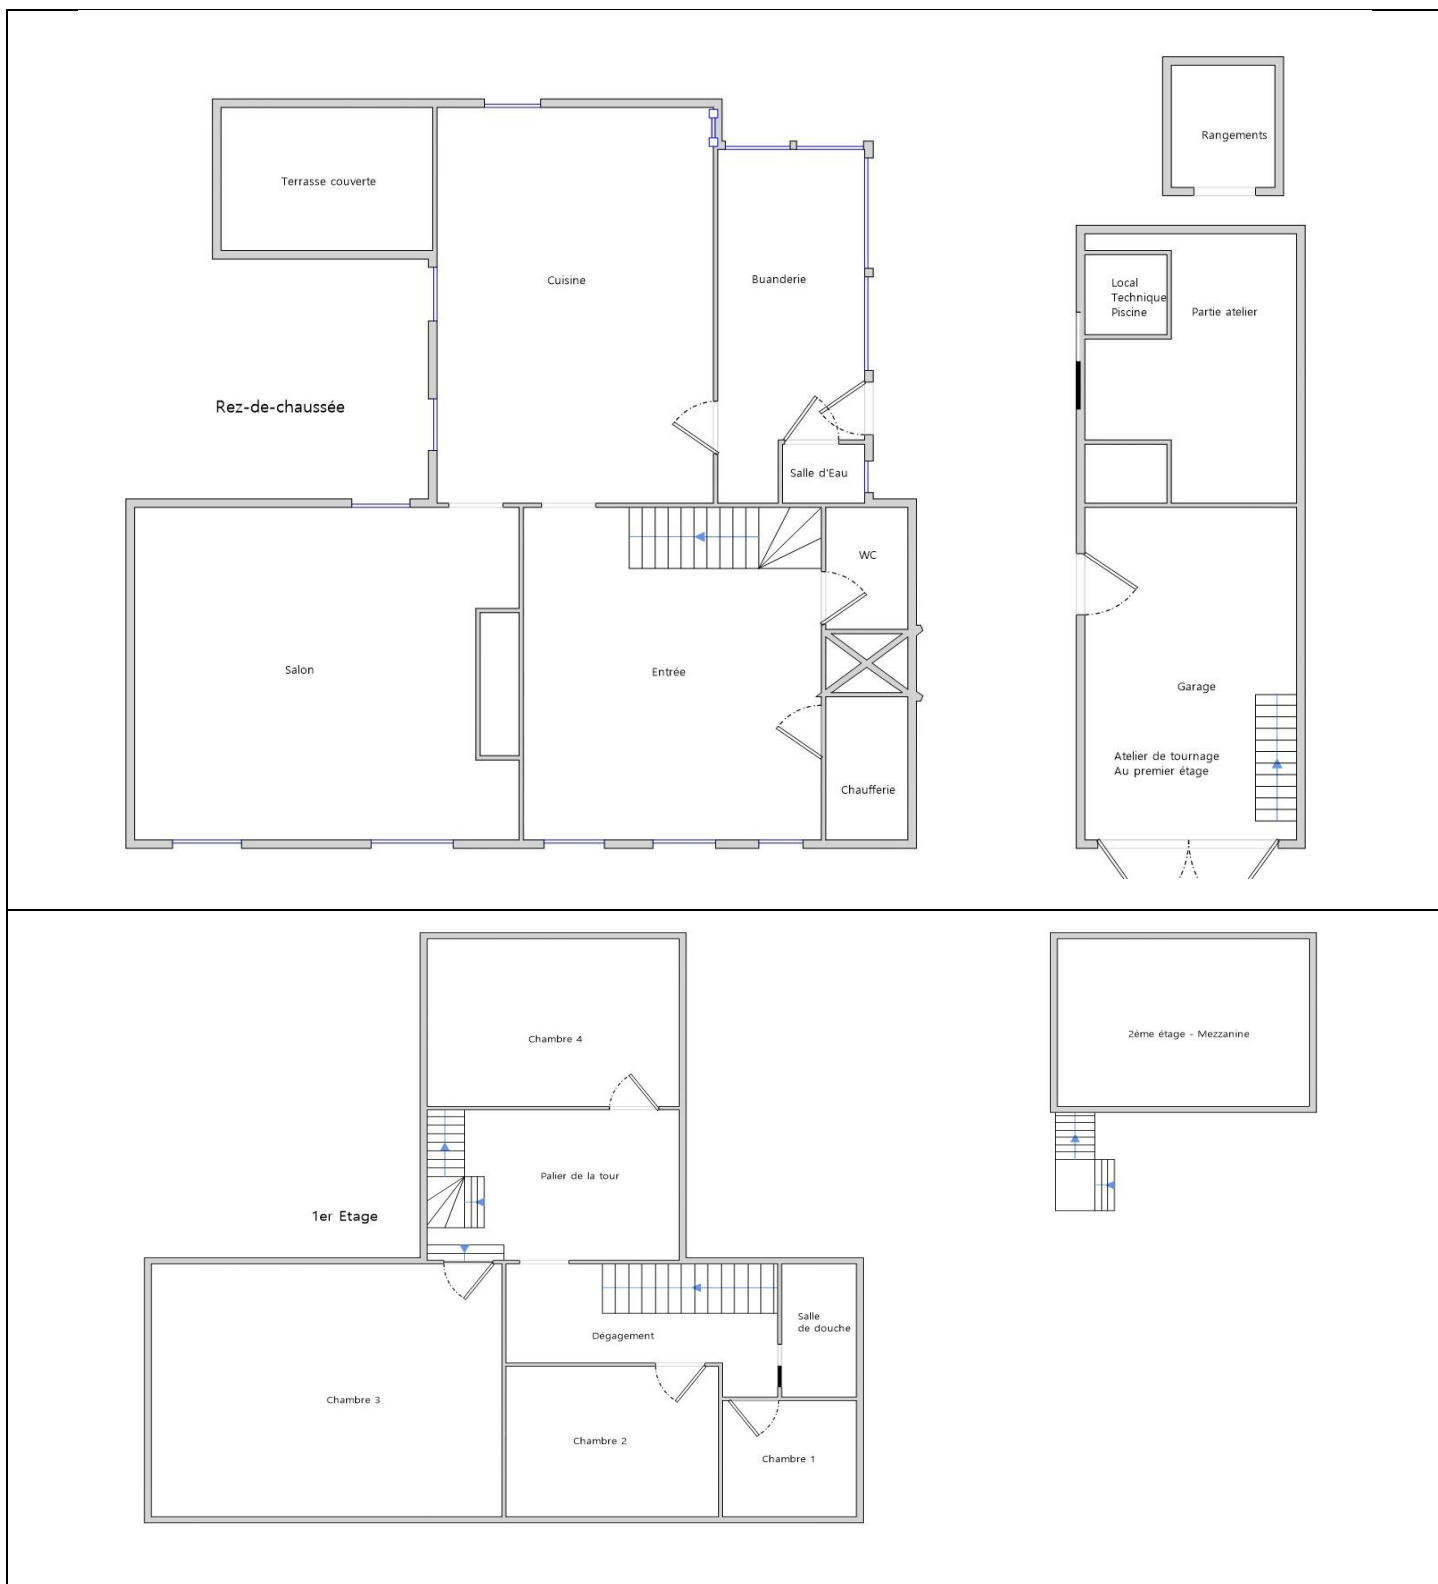 Rangements
Terrasse couverte
Cuisine
Buanderie
Local
Technique
Piscine
Partie atelier
Rez-de-chaussée
Salle d'Eau
WC
Salon
Entrée
Garage
Atelier de tournage
Au premier étage
Chaufferie
Chambre 4
2ème étage - Mezzanine
Palier de la tour
1er Etage
Salle
de douche
Dégagement
Chambre 3
Chambre 2
Chambre 1